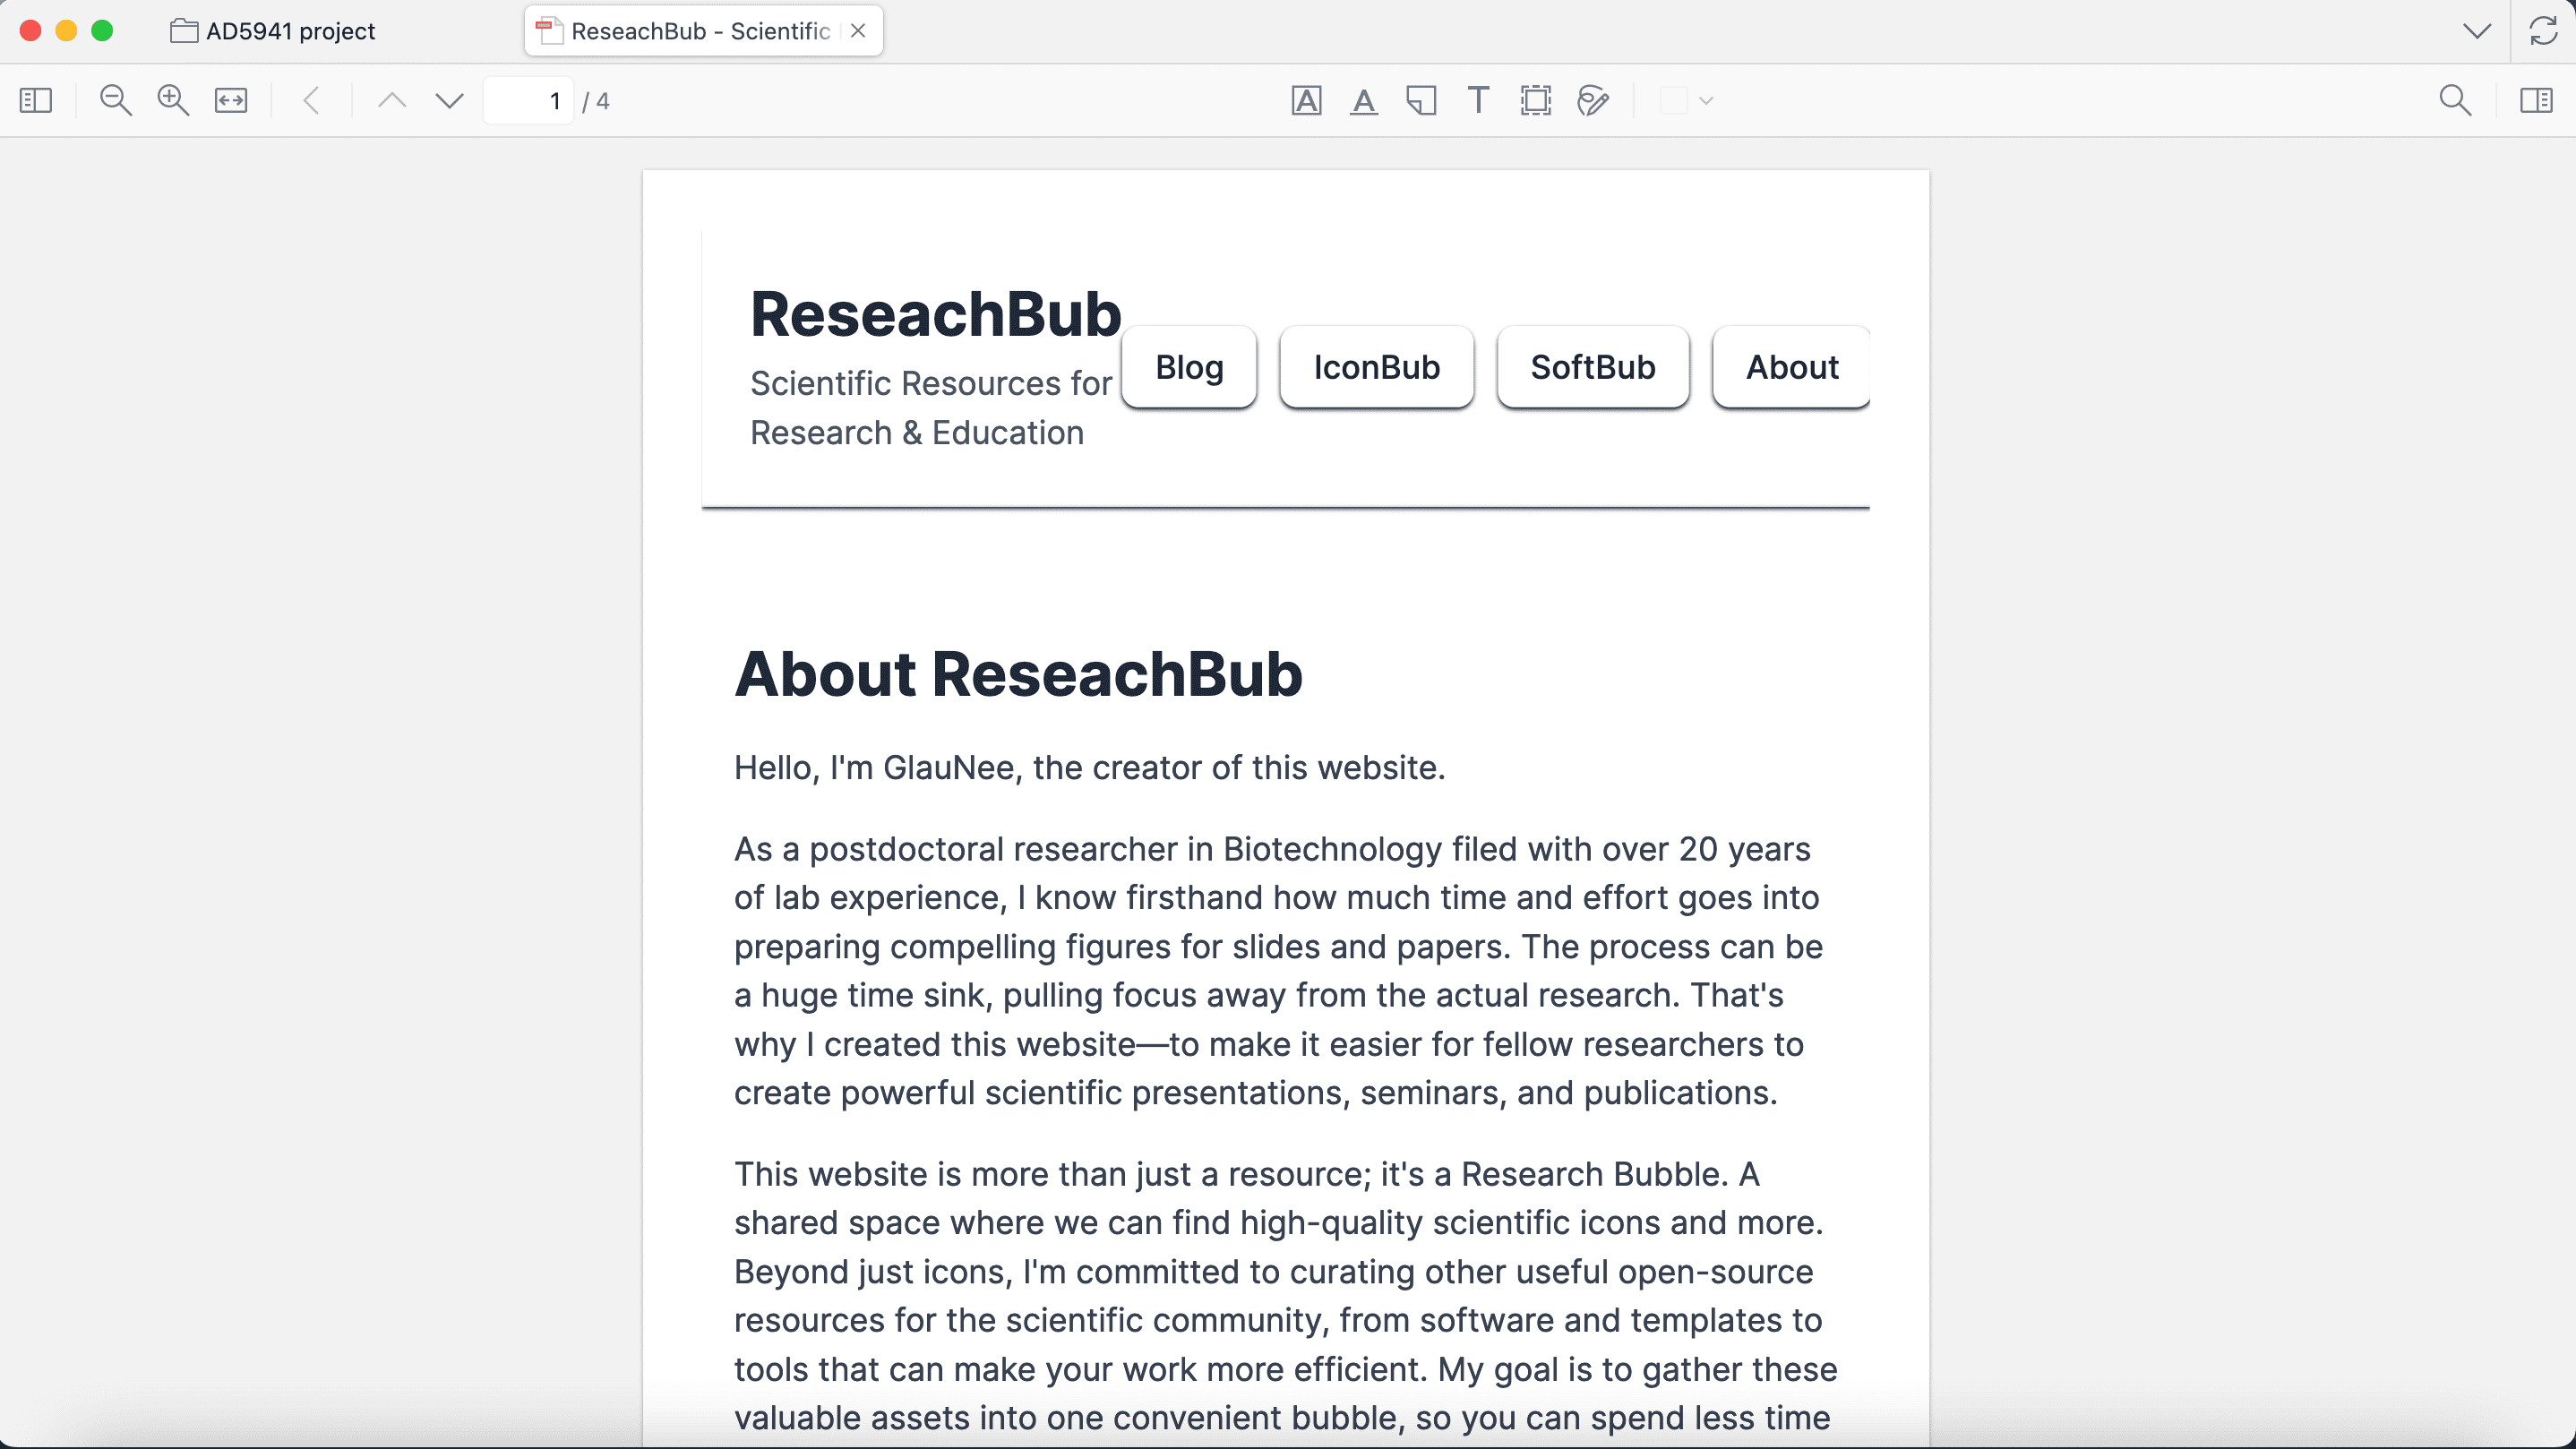 AD5941 project
ReseachBub - Scientific
1 / 4
ReseachBub
Scientific Resources for
Research & Education
Blog
IconBub
SoftBub
About
About ReseachBub
Hello, I'm GlauNee, the creator of this website.
As a postdoctoral researcher in Biotechnology filed with over 20 years
of lab experience, I know firsthand how much time and effort goes into
preparing compelling figures for slides and papers. The process can be
a huge time sink, pulling focus away from the actual research. That's
why I created this website—to make it easier for fellow researchers to
create powerful scientific presentations, seminars, and publications.
This website is more than just a resource; it's a Research Bubble. A
shared space where we can find high-quality scientific icons and more.
Beyond just icons, I'm committed to curating other useful open-source
resources for the scientific community, from software and templates to
tools that can make your work more efficient. My goal is to gather these
valuable assets into one convenient bubble, so you can spend less time